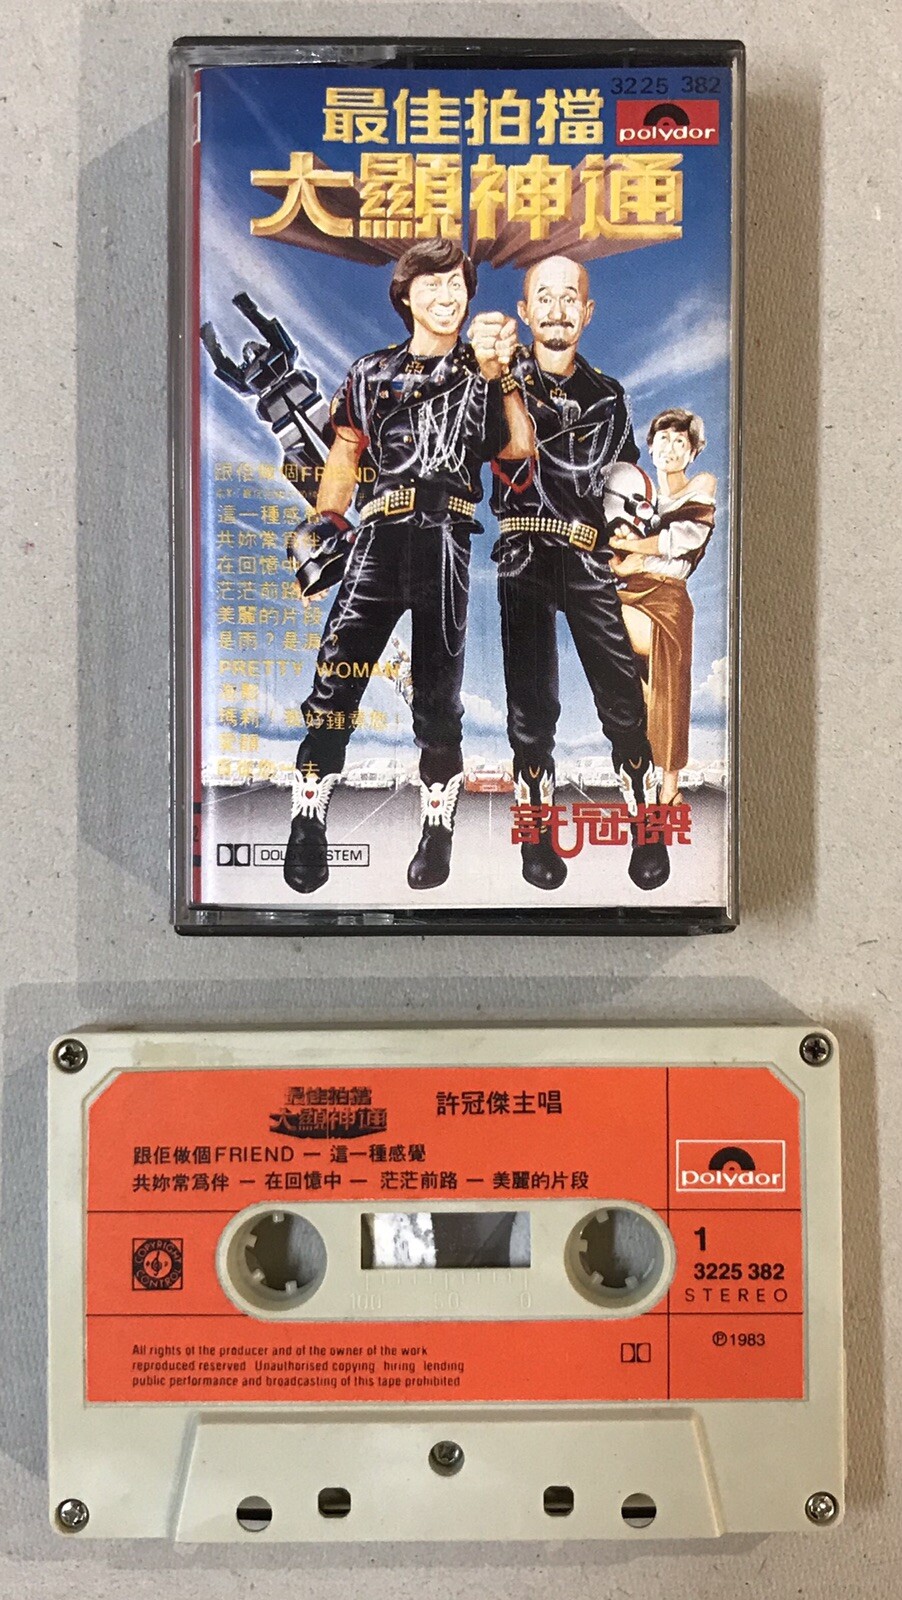 3225 382
最佳拍檔
polydor
大顯神通
跟佢做個FRIEND
這一種感覺
共妳常爲伴
在回憶中
茫茫前路
美麗的片段
是雨？是淚？
PRETTY WOMAN
許冠傑
DOLBY SYSTEM
最佳拍檔
大顯神通
許冠傑主唱
跟佢做個FRIEND — 這一種感覺
共妳常爲伴 — 在回憶中 — 茫茫前路 — 美麗的片段
polydor
COPYRIGHT CONTROL
1
3225 382
STEREO
100 50 0
All rights of the producer and of the owner of the work
reproduced reserved Unauthorised copying hiring lending
public performance and broadcasting of this tape prohibited
℗1983